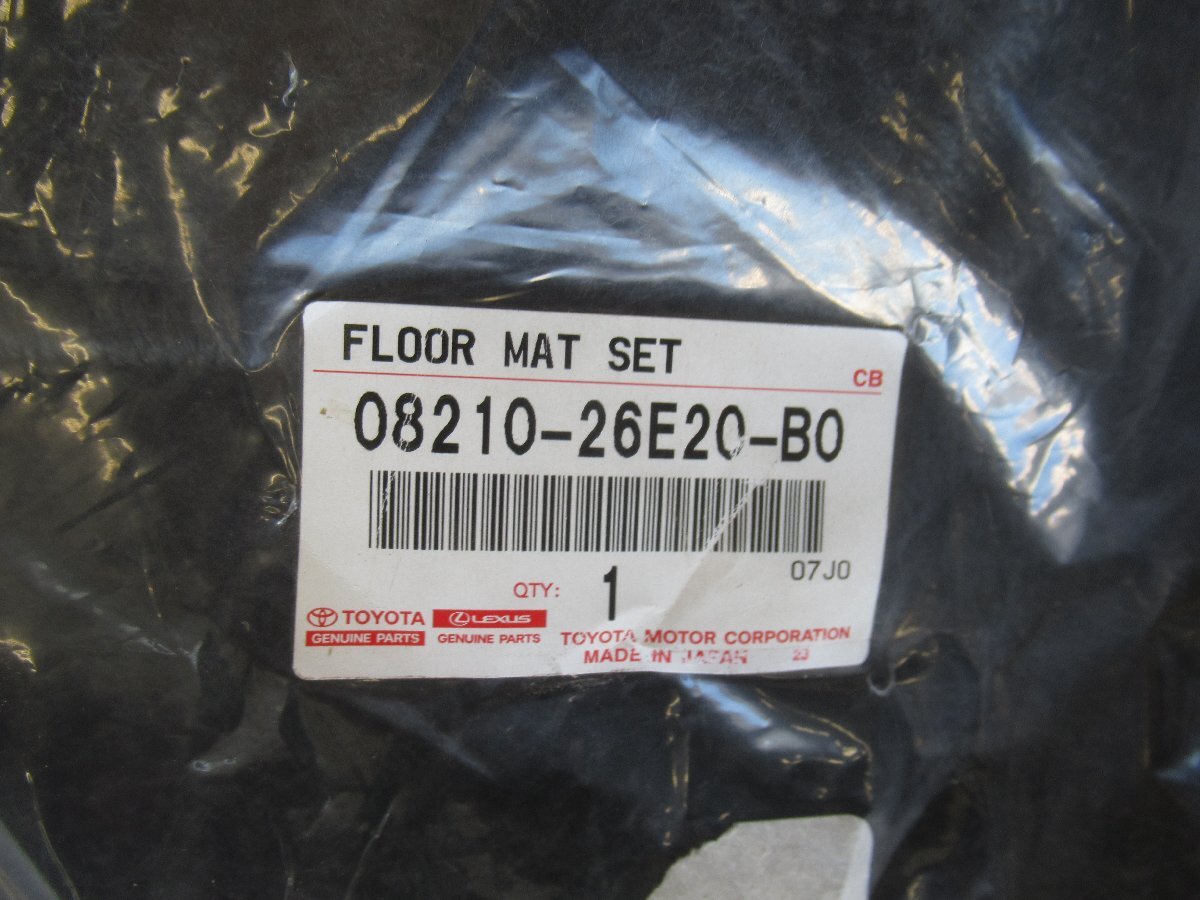 FLOOR MAT SET
CB
08210-26E20-B0
07J0
QTY: 1
TOYOTA LEXUS
GENUINE PARTS GENUINE PARTS
TOYOTA MOTOR CORPORATION
MADE IN JAPAN 23